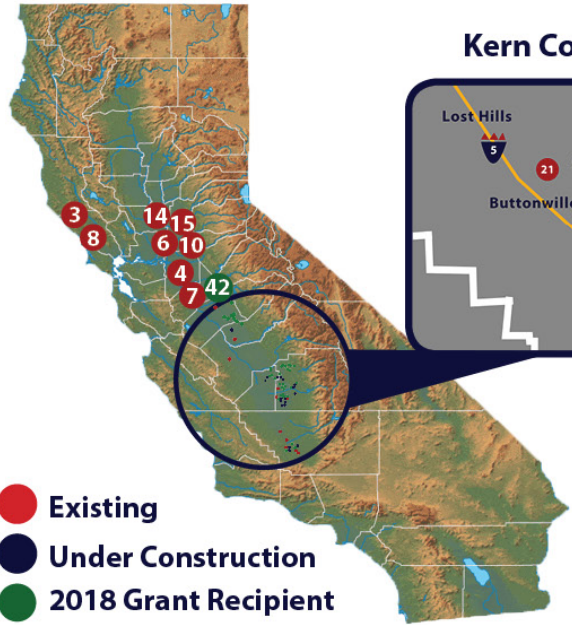 Kern Co
Lost Hills
5
21
Buttonwill
3
14
15
8
6
10
4
42
7
Existing
Under Construction
2018 Grant Recipient